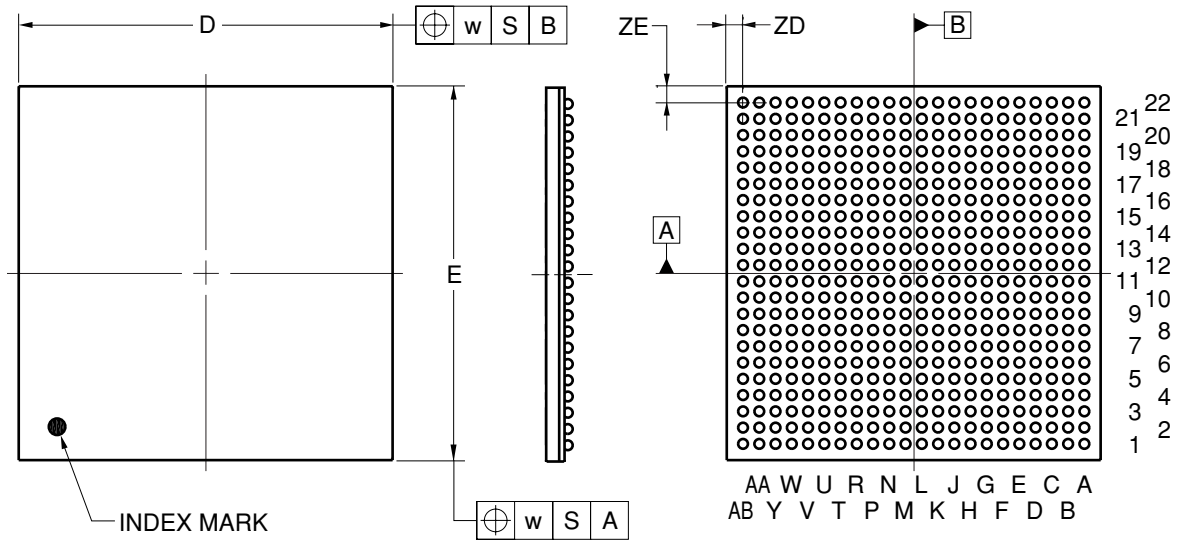 D
w S B
E
INDEX MARK
w S A
ZE
ZD
B
A
22
21
20
19
18
17
16
15
14
13
12
11
10
9
8
7
6
5
4
3
2
1
AA W U R N L J G E C A
AB Y V T P M K H F D B